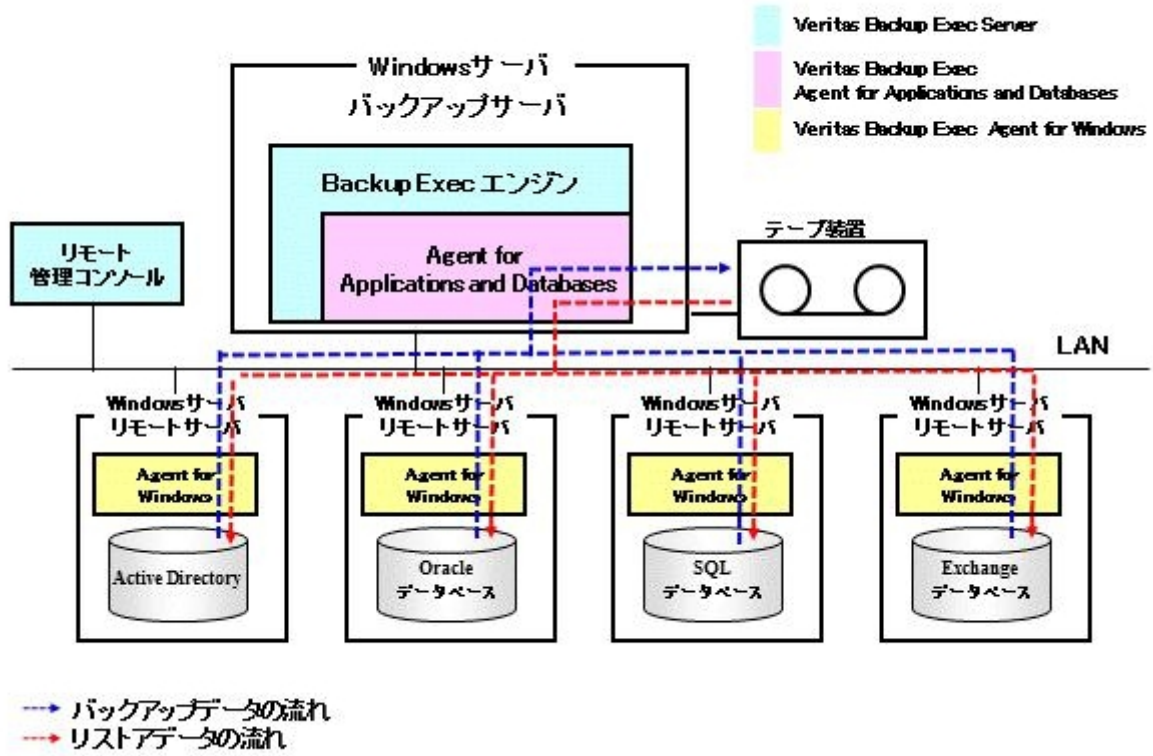 Veritas Backup Exec Server
Veritas Backup Exec
Agent for Applications and Databases
Veritas Backup Exec Agent for Windows
Windowsサーバ
バックアップサーバ
Backup Exec エンジン
Agent for
Applications and Databases
リモート
管理コンソール
テープ装置
LAN
Windowsサーバ
リモートサーバ
Agent for
Windows
Active Directory
Windowsサーバ
リモートサーバ
Agent for
Windows
Oracle
データベース
Windowsサーバ
リモートサーバ
Agent for
Windows
SQL
データベース
Windowsサーバ
リモートサーバ
Agent for
Windows
Exchange
データベース
バックアップデータの流れ
リストアデータの流れ